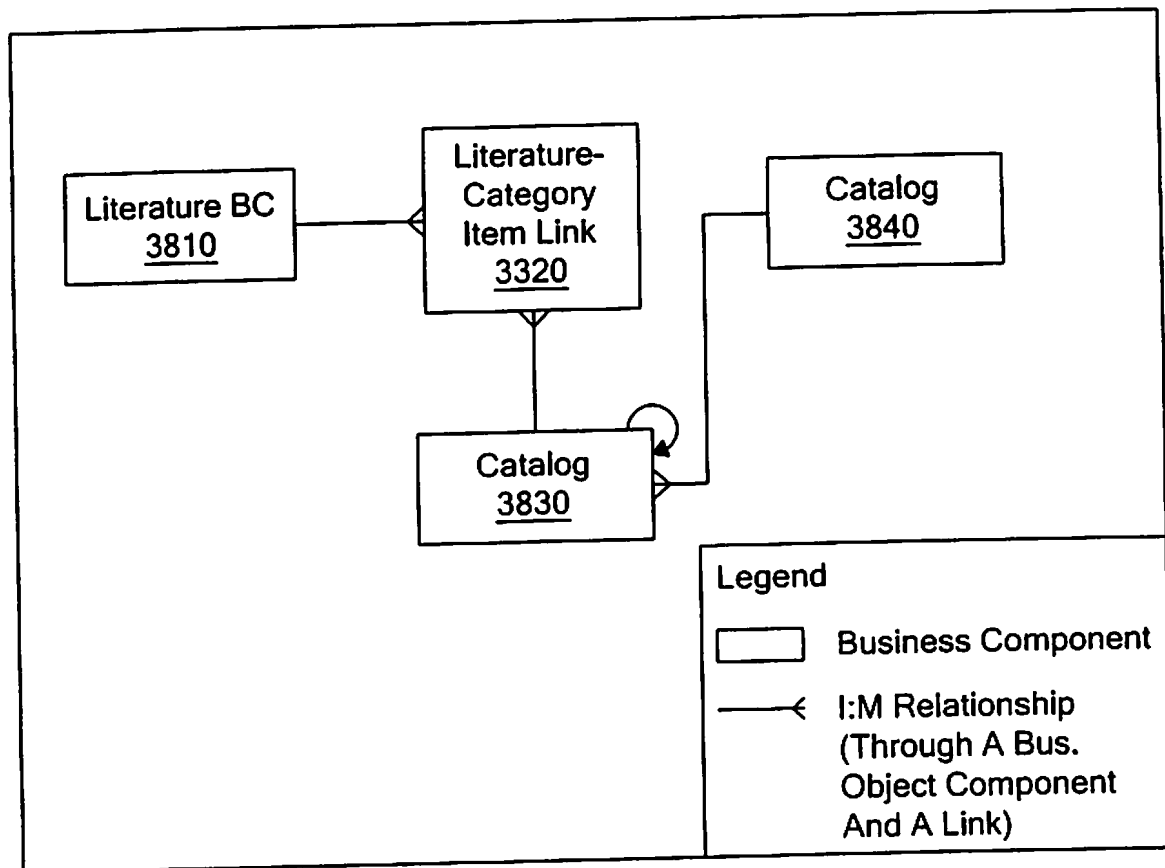 Literature BC
3810
Literature-
Category
Item Link
3320
Catalog
3840
Catalog
3830
Legend
Business Component
I:M Relationship
(Through A Bus.
Object Component
And A Link)